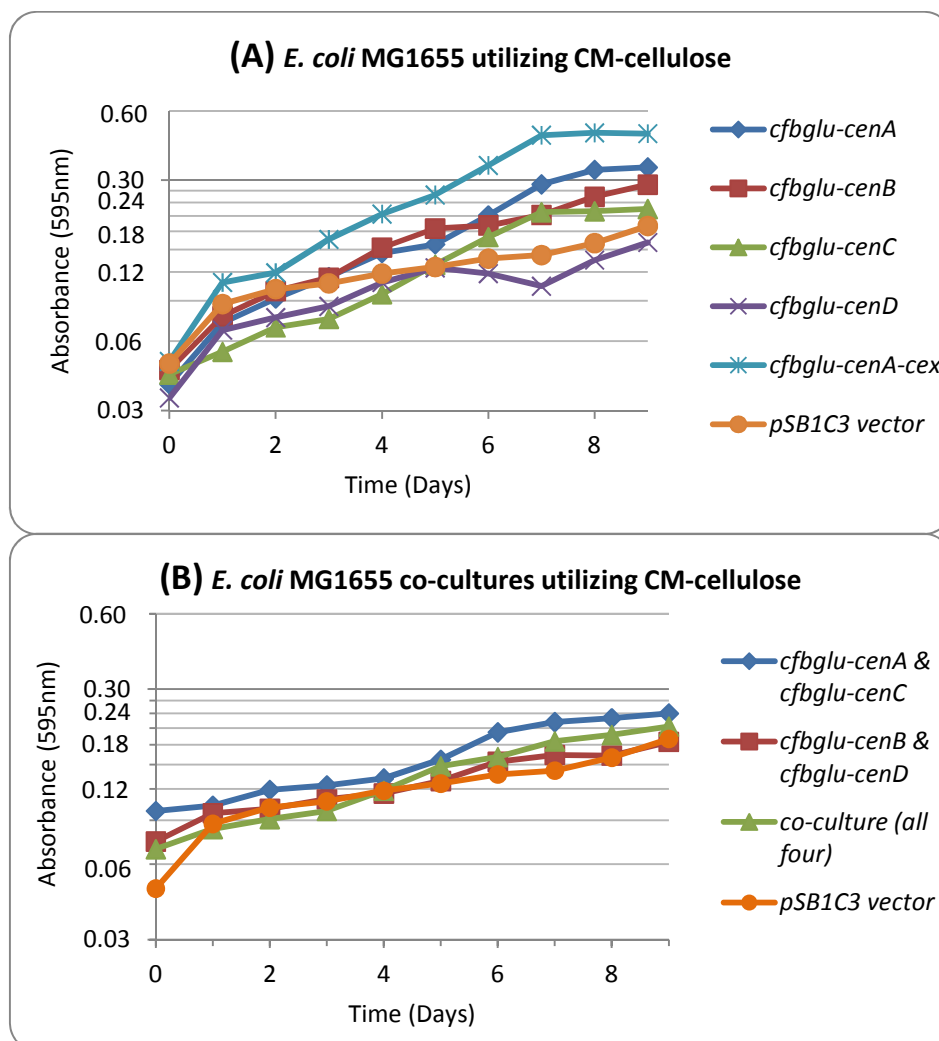 (A) E. coli MG1655 utilizing CM-cellulose
Absorbance (595nm)
0.60
0.30
0.24
0.18
0.12
0.06
0.03
0 2 4 6 8
Time (Days)
cfbglu-cenA
cfbglu-cenB
cfbglu-cenC
cfbglu-cenD
cfbglu-cenA-cex
pSB1C3 vector
(B) E. coli MG1655 co-cultures utilizing CM-cellulose
Absorbance (595nm)
0.60
0.30
0.24
0.18
0.12
0.06
0.03
0 2 4 6 8
Time (Days)
cfbglu-cenA &
cfbglu-cenC
cfbglu-cenB &
cfbglu-cenD
co-culture (all
four)
pSB1C3 vector